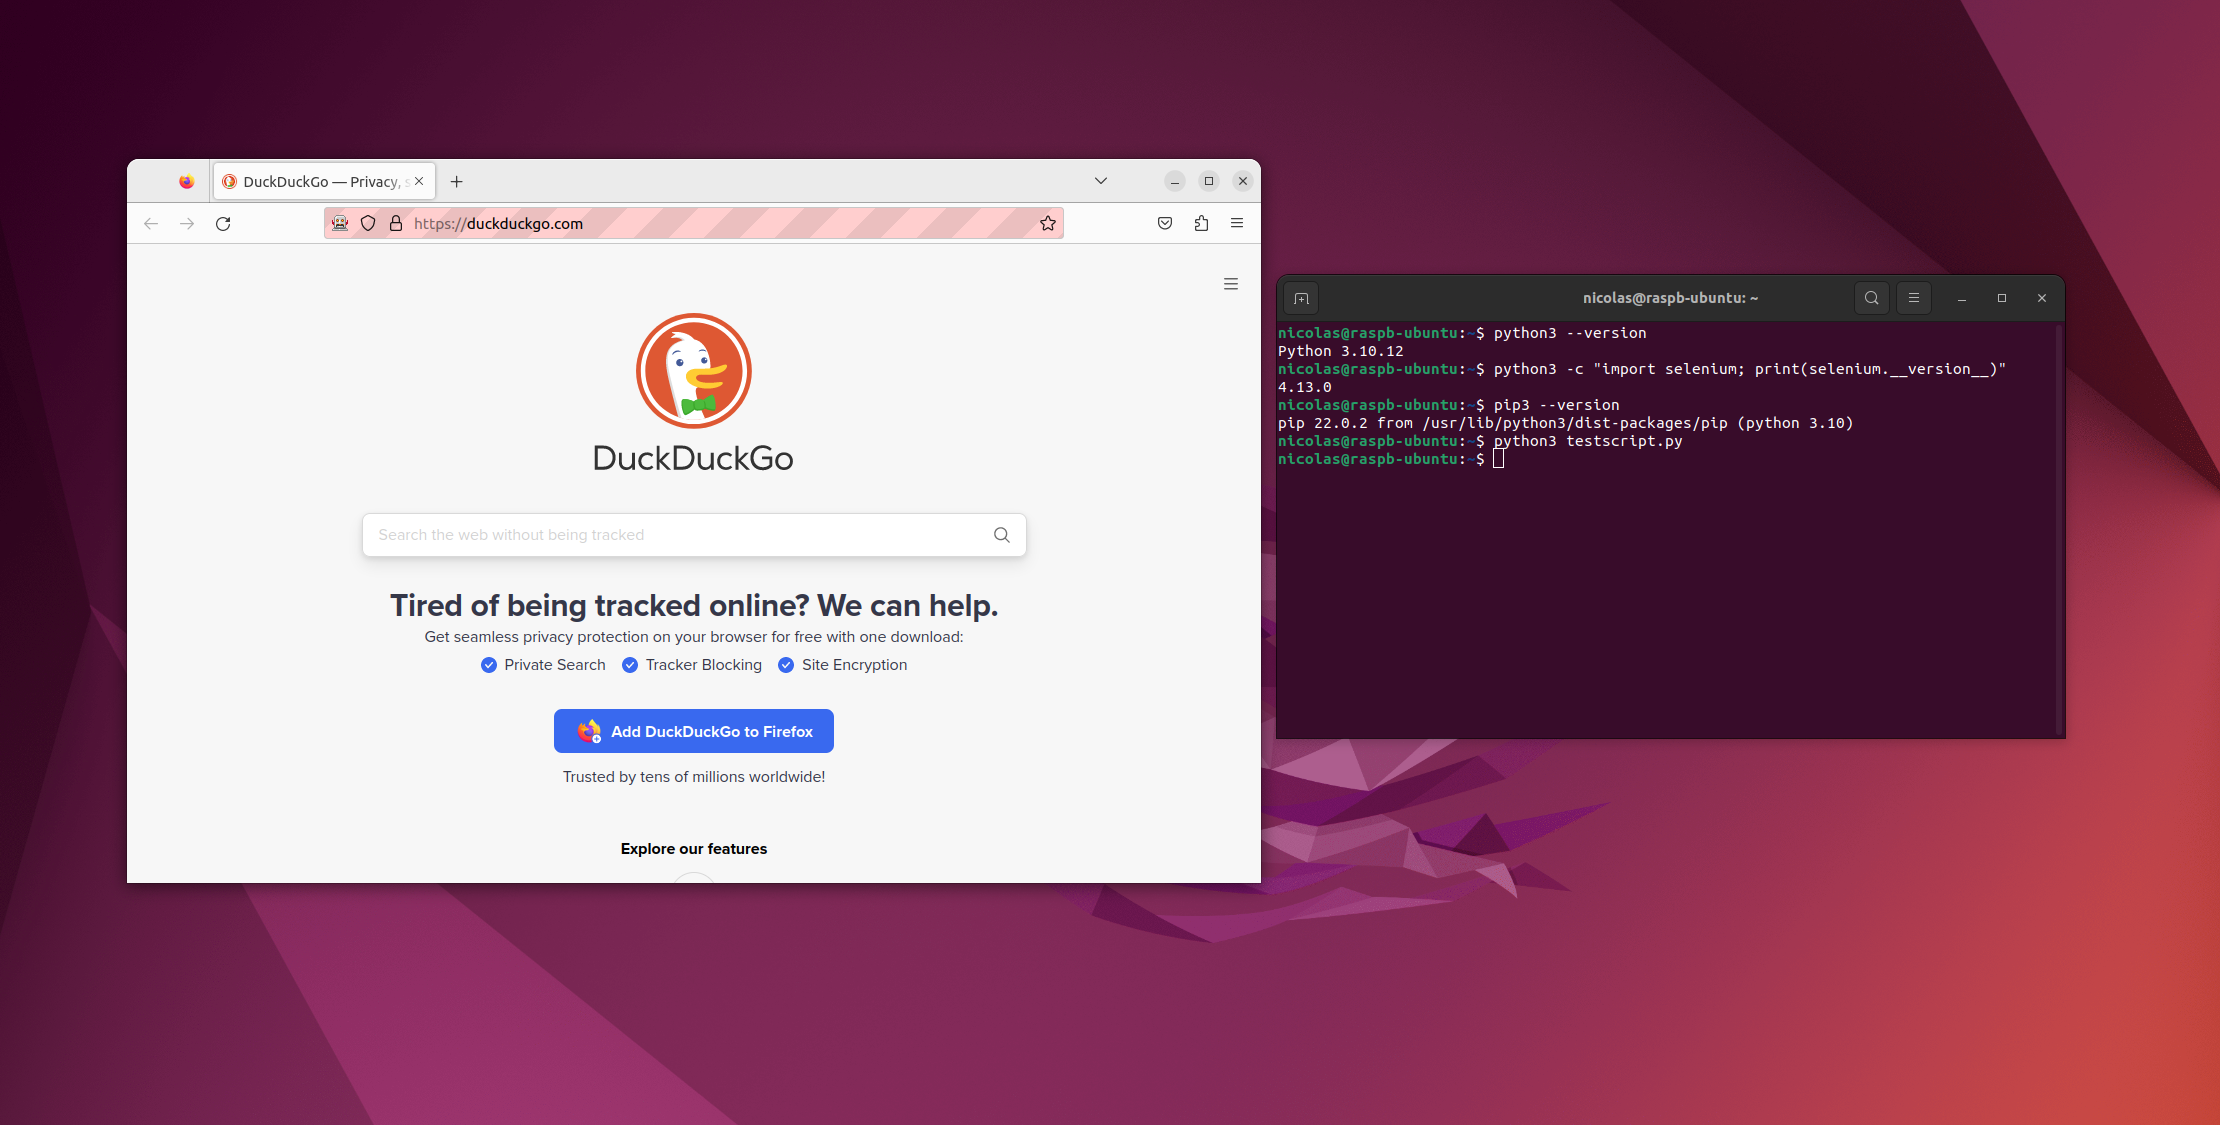 DuckDuckGo — Privacy, s
https://duckduckgo.com
DuckDuckGo
Search the web without being tracked
Tired of being tracked online? We can help.
Get seamless privacy protection on your browser for free with one download:
Private Search Tracker Blocking Site Encryption
Add DuckDuckGo to Firefox
Trusted by tens of millions worldwide!
Explore our features
nicolas@raspb-ubuntu: ~
nicolas@raspb-ubuntu:~$ python3 --version
Python 3.10.12
nicolas@raspb-ubuntu:~$ python3 -c "import selenium; print(selenium.__version__)"
4.13.0
nicolas@raspb-ubuntu:~$ pip3 --version
pip 22.0.2 from /usr/lib/python3/dist-packages/pip (python 3.10)
nicolas@raspb-ubuntu:~$ python3 testscript.py
nicolas@raspb-ubuntu:~$